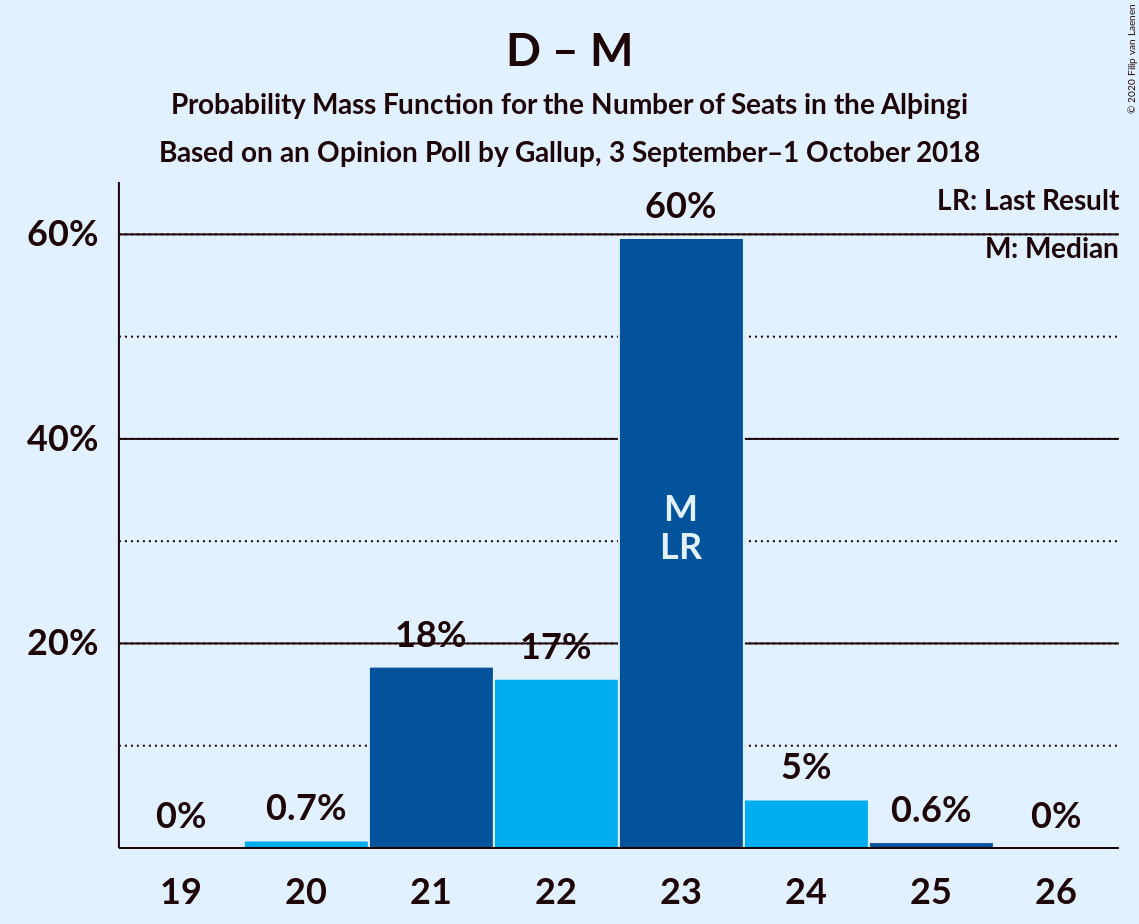 D – M
Probability Mass Function for the Number of Seats in the Alþingi
Based on an Opinion Poll by Gallup, 3 September–1 October 2018
© 2020 Filip van Laenen
LR: Last Result
M: Median
60%
40%
20%
0%
0.7%
18%
17%
60%
5%
0.6%
0%
M
LR
19 20 21 22 23 24 25 26